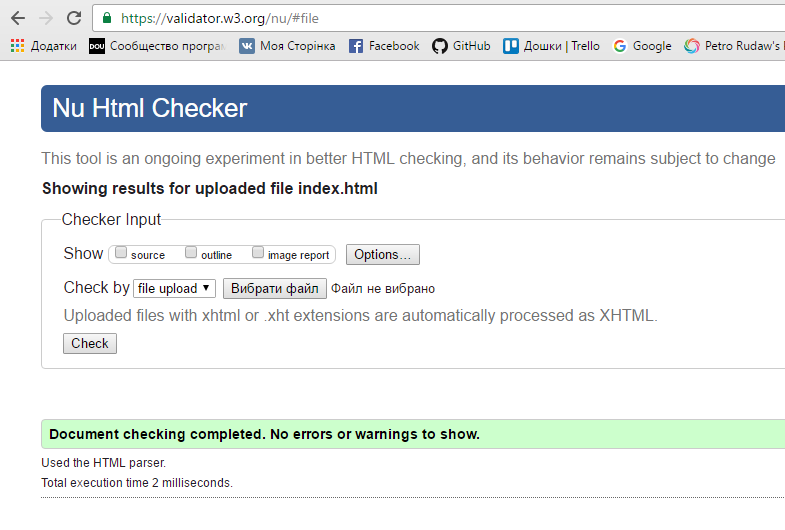 https://validator.w3.org/nu/#file
Додатки DOU Сообщество програм Моя Сторінка Facebook GitHub Дошки | Trello Google Petro Rudaw's
Nu Html Checker
This tool is an ongoing experiment in better HTML checking, and its behavior remains subject to change
Showing results for uploaded file index.html
Checker Input
Show source outline image report Options...
Check by file upload Вибрати файл Файл не вибрано
Uploaded files with xhtml or .xht extensions are automatically processed as XHTML.
Check
Document checking completed. No errors or warnings to show.
Used the HTML parser.
Total execution time 2 milliseconds.